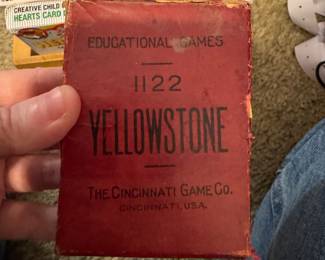 CREATIVE CHILD
HEARTS CARD
EDUCATIONAL GAMES
1122
YELLOWSTONE
THE CINCINNATI GAME CO.
CINCINNATI, U.S.A.